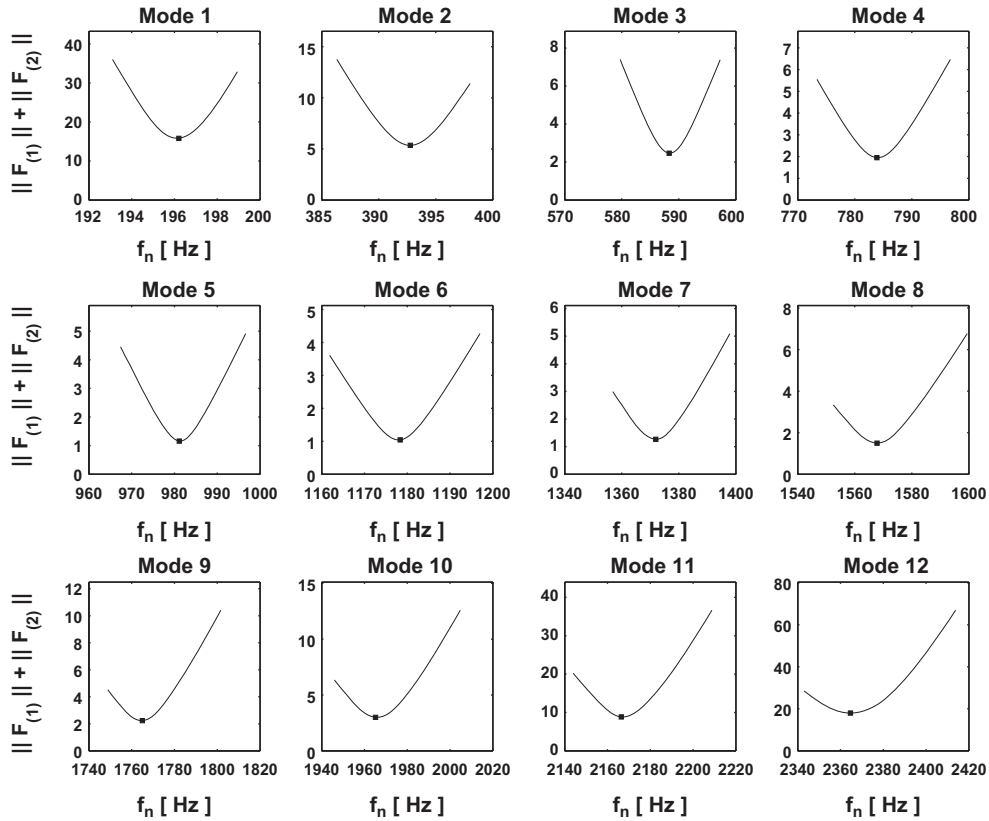 Mode 1
Mode 2
Mode 3
Mode 4
|| F(1) || + || F(2) ||
40
30
20
10
0
192 194 196 198 200
f_n [ Hz ]
15
10
5
0
385 390 395 400
f_n [ Hz ]
8
6
4
2
0
570 580 590 600
f_n [ Hz ]
7
6
5
4
3
2
1
0
770 780 790 800
f_n [ Hz ]
Mode 5
Mode 6
Mode 7
Mode 8
|| F(1) || + || F(2) ||
5
4
3
2
1
0
960 970 980 990 1000
f_n [ Hz ]
5
4
3
2
1
0
1160 1170 1180 1190 1200
f_n [ Hz ]
6
5
4
3
2
1
0
1340 1360 1380 1400
f_n [ Hz ]
8
6
4
2
0
1540 1560 1580 1600
f_n [ Hz ]
Mode 9
Mode 10
Mode 11
Mode 12
|| F(1) || + || F(2) ||
12
10
8
6
4
2
0
1740 1760 1780 1800 1820
f_n [ Hz ]
15
10
5
0
1940 1960 1980 2000 2020
f_n [ Hz ]
40
30
20
10
0
2140 2160 2180 2200 2220
f_n [ Hz ]
80
60
40
20
0
2340 2360 2380 2400 2420
f_n [ Hz ]